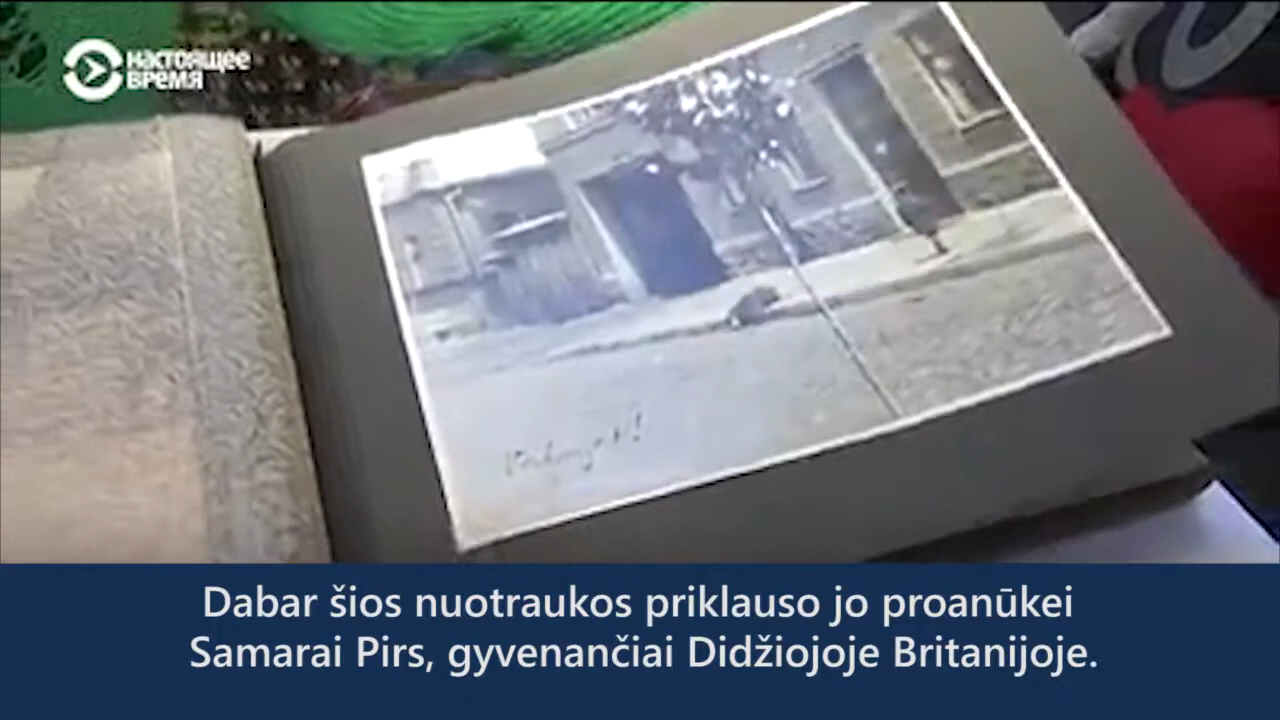 НАСТОЯЩЕЕ
ВРЕМЯ
Dabar šios nuotraukos priklauso jo proanūkei
Samarai Pirs, gyvenančiai Didžiojoje Britanijoje.